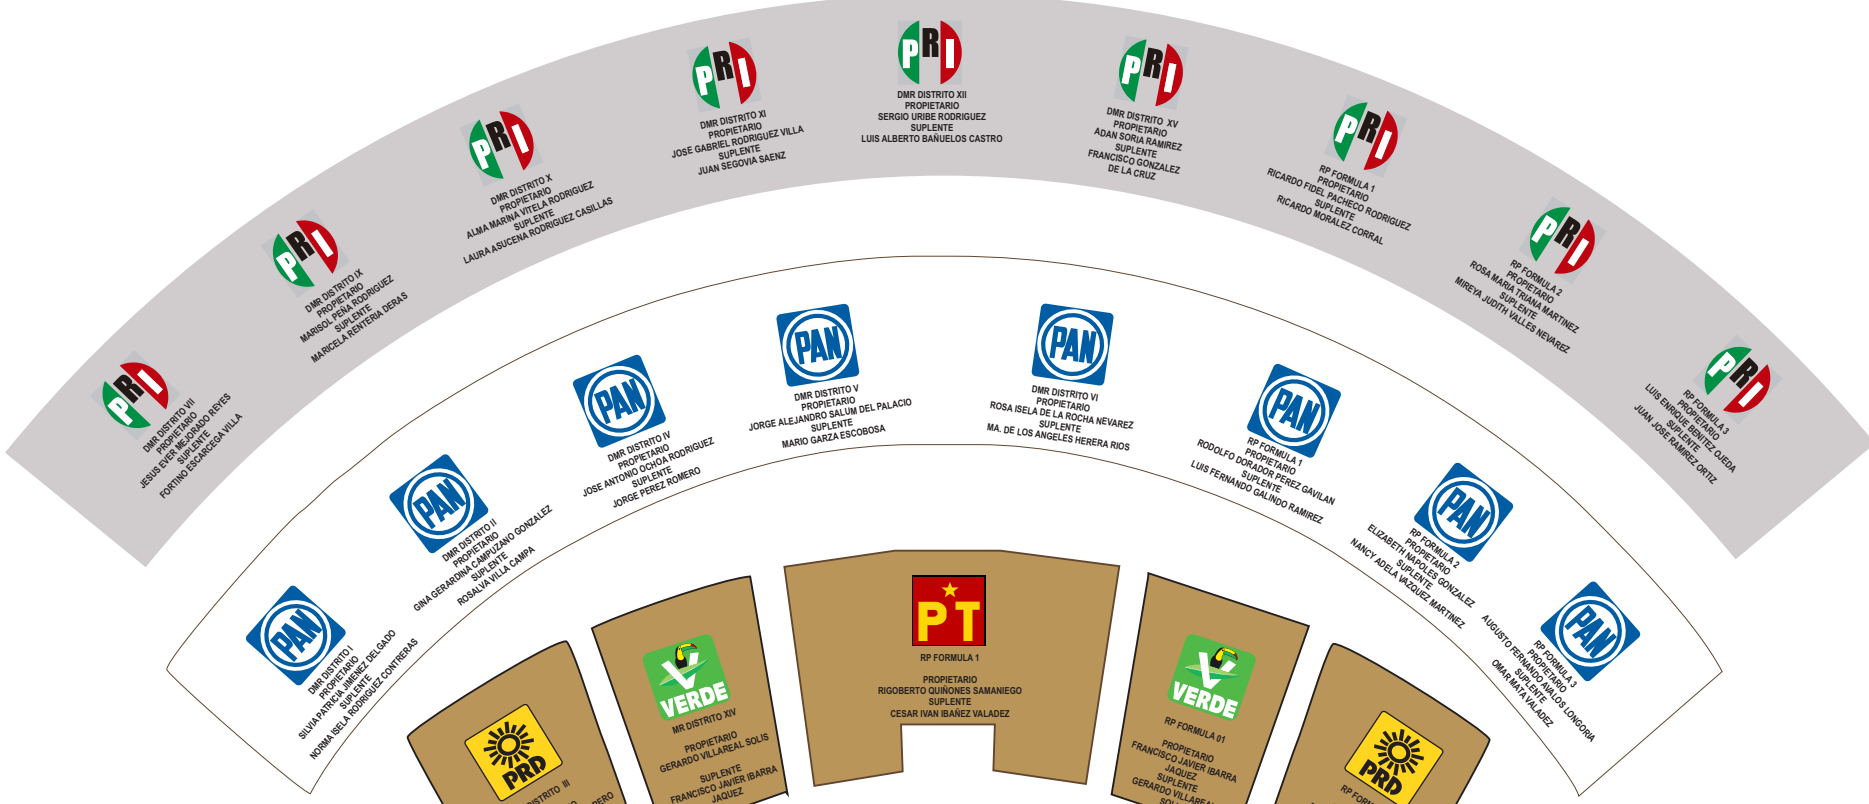 PRI
DMR DISTRITO VII
PROPIETARIO
JESUS EVER MEJORADO REYES
SUPLENTE
FORTINO ESCARCEGA VILLA
PRI
DMR DISTRITO IX
PROPIETARIO
MARISOL PEÑA RODRIGUEZ
SUPLENTE
MARICELA RENTERIA DERAS
PRI
DMR DISTRITO X
PROPIETARIO
ALMA MARINA VITELA RODRIGUEZ
SUPLENTE
LAURA ASUCENA RODRIGUEZ CASILLAS
PRI
DMR DISTRITO XI
PROPIETARIO
JOSE GABRIEL RODRIGUEZ VILLA
SUPLENTE
JUAN SEGOVIA SAENZ
PRI
DMR DISTRITO XII
PROPIETARIO
SERGIO URIBE RODRIGUEZ
SUPLENTE
LUIS ALBERTO BAÑUELOS CASTRO
PRI
DMR DISTRITO XV
PROPIETARIO
ADAN SORIA RAMIREZ
SUPLENTE
FRANCISCO GONZALEZ
DE LA CRUZ
PRI
RP FORMULA 1
PROPIETARIO
RICARDO FIDEL PACHECO RODRIGUEZ
SUPLENTE
RICARDO MORALEZ CORRAL
PRI
RP FORMULA 2
PROPIETARIO
ROSA MARIA TRIANA MARTINEZ
SUPLENTE
MIREYA JUDITH VALLES NEVAREZ
PRI
RP FORMULA 3
PROPIETARIO
LUIS ENRIQUE BENITEZ OJEDA
SUPLENTE
JUAN JOSE RAMIREZ ORTIZ
PAN
DMR DISTRITO I
PROPIETARIO
SILVIA PATRICIA JIMENEZ DELGADO
SUPLENTE
NORMA ISELA RODRIGUEZ CONTRERAS
PAN
DMR DISTRITO II
PROPIETARIO
GINA GERARDINA CAMPUZANO GONZALEZ
SUPLENTE
ROSALVA VILLA CAMPA
PAN
DMR DISTRITO IV
PROPIETARIO
JOSE ANTONIO OCHOA RODRIGUEZ
SUPLENTE
JORGE PEREZ ROMERO
PAN
DMR DISTRITO V
PROPIETARIO
JORGE ALEJANDRO SALUM DEL PALACIO
SUPLENTE
MARIO GARZA ESCOBOSA
PAN
DMR DISTRITO VI
PROPIETARIO
ROSA ISELA DE LA ROCHA NEVAREZ
SUPLENTE
MA. DE LOS ANGELES HERERA RIOS
PAN
RP FORMULA 1
PROPIETARIO
RODOLFO DORADOR PEREZ GAVILAN
SUPLENTE
LUIS FERNANDO GALINDO RAMIREZ
PAN
RP FORMULA 2
PROPIETARIO
ELIZABETH NAPOLES GONZALEZ
SUPLENTE
NANCY ADELA VAZQUEZ MARTINEZ
PAN
RP FORMULA 3
PROPIETARIO
AUGUSTO FERNANDO AVALOS LONGORIA
SUPLENTE
OMAR MATA VALADEZ
PRD
DISTRITO III
VERDE
MR DISTRITO XIV
PROPIETARIO
GERARDO VILLAREAL SOLIS
SUPLENTE
FRANCISCO JAVIER IBARRA
JAQUEZ
PT
RP FORMULA 1
PROPIETARIO
RIGOBERTO QUIÑONES SAMANIEGO
SUPLENTE
CESAR IVAN IBAÑEZ VALADEZ
VERDE
RP FORMULA 01
PROPIETARIO
FRANCISCO JAVIER IBARRA
JAQUEZ
SUPLENTE
GERARDO VILLAREAL
PRD
RP